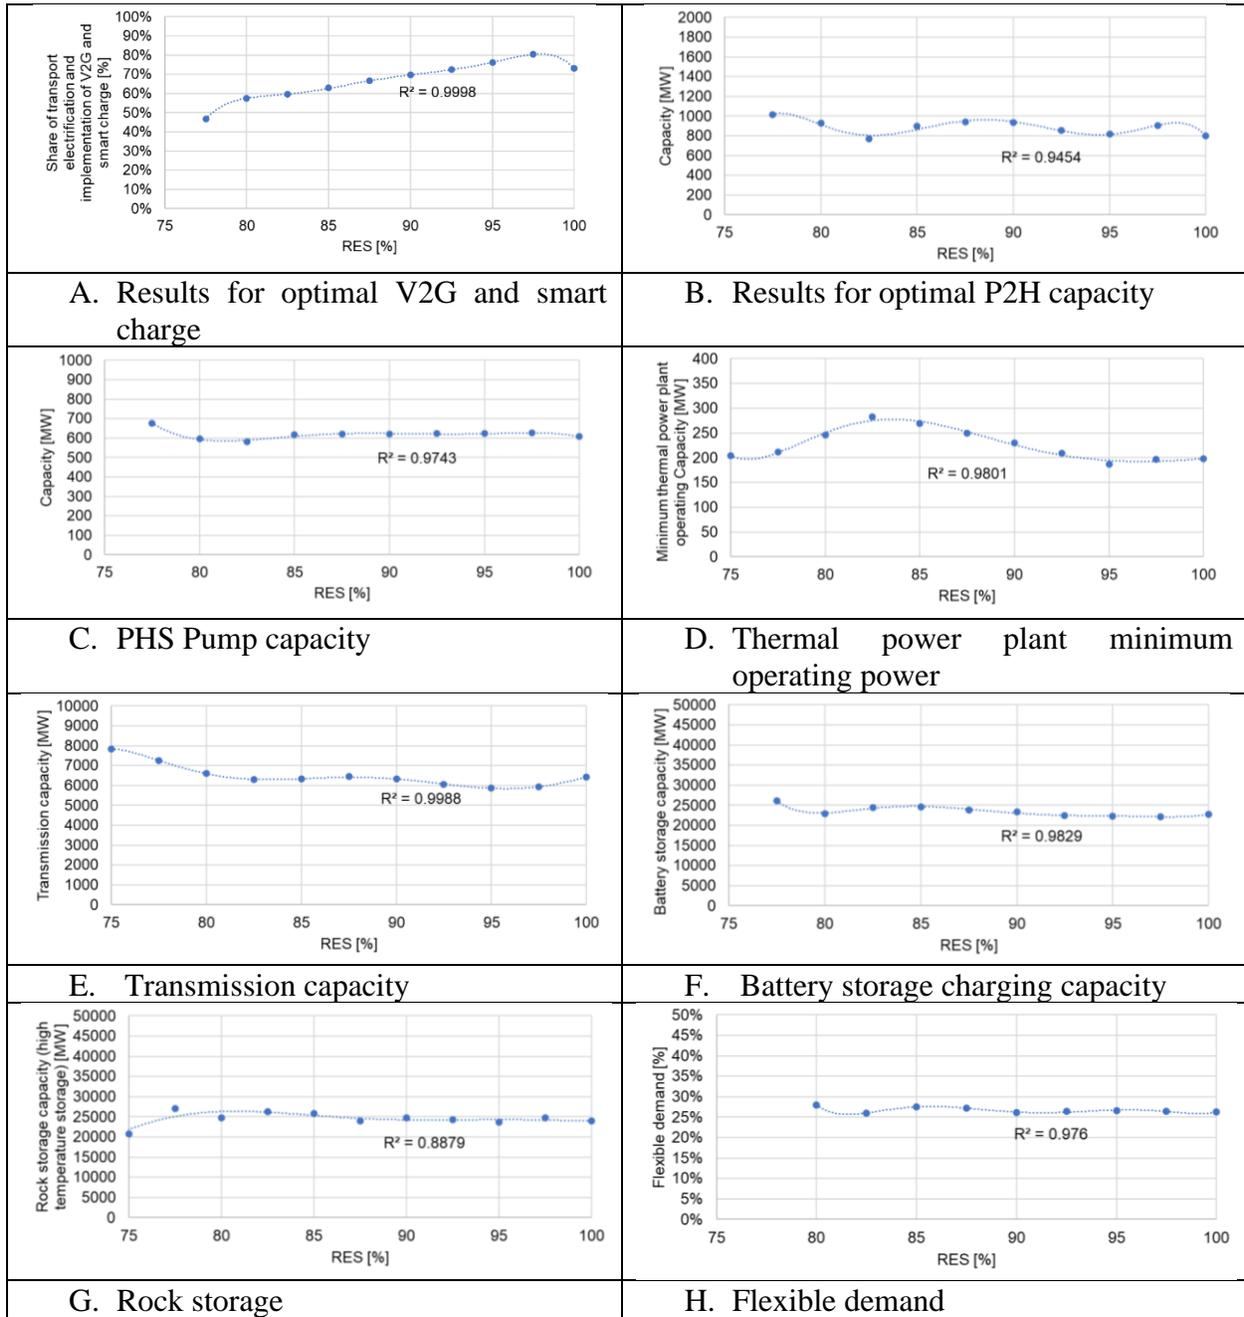 100%
90%
80%
70%
60%
50%
40%
30%
20%
10%
0%
Share of transport
electrification and
implementation of V2G and
smart charge [%]
R² = 0.9998
75 80 85 90 95 100
RES [%]
A. Results for optimal V2G and smart
charge
2000
1800
1600
1400
1200
1000
800
600
400
200
0
Capacity [MW]
R² = 0.9454
75 80 85 90 95 100
RES [%]
B. Results for optimal P2H capacity
1000
900
800
700
600
500
400
300
200
100
0
Capacity [MW]
R² = 0.9743
75 80 85 90 95 100
RES [%]
C. PHS Pump capacity
400
350
300
250
200
150
100
50
0
Minimum thermal power plant
operating Capacity [MW]
R² = 0.9801
75 80 85 90 95 100
RES [%]
D. Thermal power plant minimum
operating power
10000
9000
8000
7000
6000
5000
4000
3000
2000
1000
0
Transmission capacity [MW]
R² = 0.9988
75 80 85 90 95 100
RES [%]
E. Transmission capacity
50000
45000
40000
35000
30000
25000
20000
15000
10000
5000
0
Battery storage capacity [MW]
R² = 0.9829
75 80 85 90 95 100
RES [%]
F. Battery storage charging capacity
50000
45000
40000
35000
30000
25000
20000
15000
10000
5000
0
Rock storage capacity (high
temperature storage) [MW]
R² = 0.8879
75 80 85 90 95 100
RES [%]
G. Rock storage
50%
45%
40%
35%
30%
25%
20%
15%
10%
5%
0%
Flexible demand [%]
R² = 0.976
75 80 85 90 95 100
RES [%]
H. Flexible demand